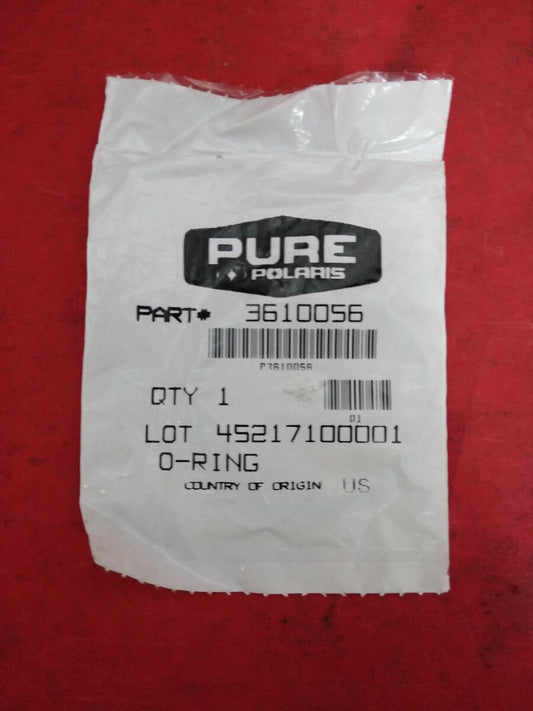 PURE
POLARIS
PART# 3610056
P3610056
QTY 1
01
LOT 45217100001
O-RING
COUNTRY OF ORIGIN US